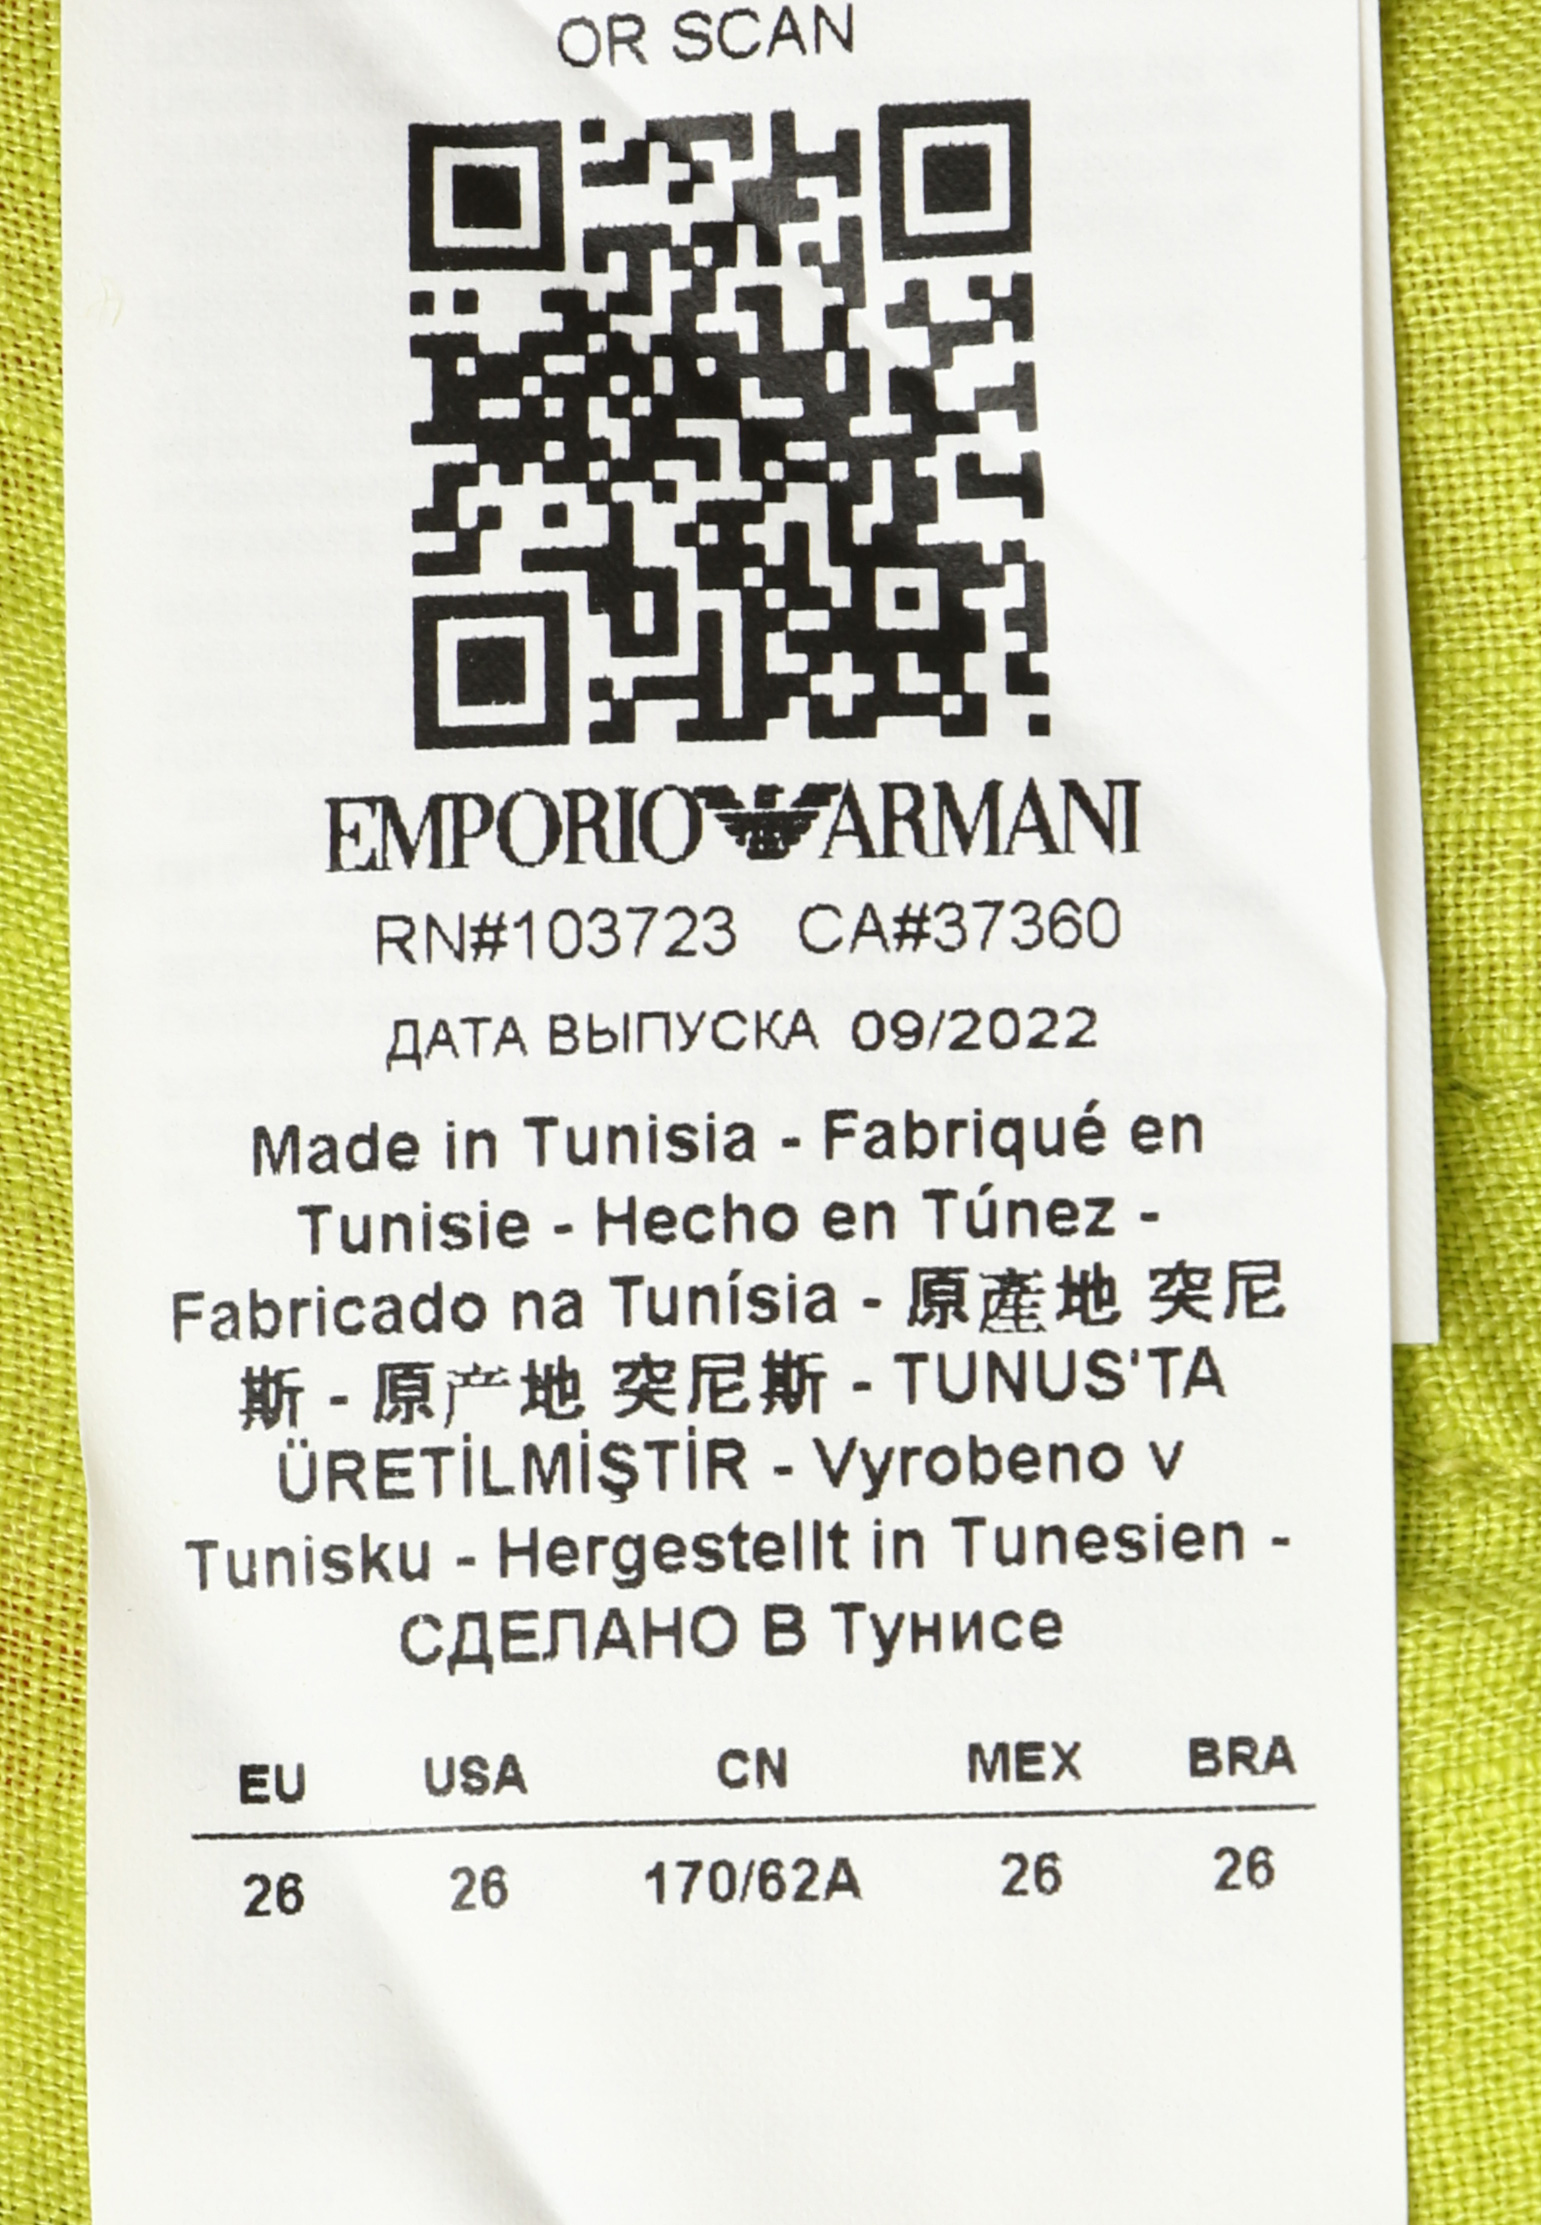 OR SCAN
EMPORIO ARMANI
RN#103723 CA#37360
ДАТА ВЫПУСКА 09/2022
Made in Tunisia - Fabriqué en
Tunisie - Hecho en Túnez -
Fabricado na Tunísia - 原產地 突尼
斯 - 原产地 突尼斯 - TUNUS'TA
ÜRETİLMİŞTİR - Vyrobeno v
Tunisku - Hergestellt in Tunesien -
СДЕЛАНО В Тунисе
EU USA CN MEX BRA
26 26 170/62A 26 26